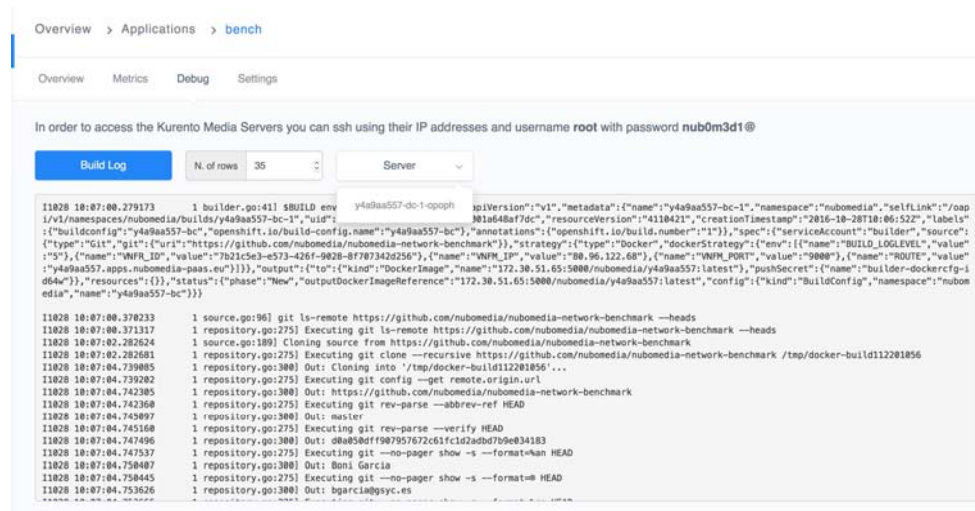 Overview > Applications > bench
Overview Metrics Debug Settings
In order to access the Kurento Media Servers you can ssh using their IP addresses and username root with password nub0m3d1@
Build Log N. of rows 35 Server
y4a9aa557-dc-1-opoph
I1028 10:07:00.279173 1 builder.go:41] $BUILD env apiVersion":"v1","metadata":{"name":"y4a9aa557-bc-1","namespace":"nubomedia","selfLink":"/oap
i/v1/namespaces/nubomedia/builds/y4a9aa557-bc-1","uid": 001a648af7dc","resourceVersion":"4110421","creationTimestamp":"2016-10-28T10:06:52Z","labels"
:{"buildconfig":"y4a9aa557-bc","openshift.io/build-config.name":"y4a9aa557-bc"},"annotations":{"openshift.io/build.number":"1"}},"spec":{"serviceAccount":"builder","source":
{"type":"Git","git":{"uri":"https://github.com/nubomedia/nubomedia-network-benchmark"}},"strategy":{"type":"Docker","dockerStrategy":{"env":[{"name":"BUILD_LOGLEVEL","value"
:"5"},{"name":"VNFR_ID","value":"7b21c5e3-e573-426f-9028-8f707342d256"},{"name":"VNFM_IP","value":"80.96.122.68"},{"name":"VNFM_PORT","value":"9000"},{"name":"ROUTE","value"
:"y4a9aa557.apps.nubomedia-paas.eu"}]}},"output":{"to":{"kind":"DockerImage","name":"172.30.51.65:5000/nubomedia/y4a9aa557:latest"},"pushSecret":{"name":"builder-dockercfg-i
d64w"}},"resources":{}},"status":{"phase":"New","outputDockerImageReference":"172.30.51.65:5000/nubomedia/y4a9aa557:latest","config":{"kind":"BuildConfig","namespace":"nubom
edia","name":"y4a9aa557-bc"}}}
I1028 10:07:00.370233 1 source.go:96] git ls-remote https://github.com/nubomedia/nubomedia-network-benchmark --heads
I1028 10:07:00.371317 1 repository.go:275] Executing git ls-remote https://github.com/nubomedia/nubomedia-network-benchmark --heads
I1028 10:07:02.282624 1 source.go:189] Cloning source from https://github.com/nubomedia/nubomedia-network-benchmark
I1028 10:07:02.282681 1 repository.go:275] Executing git clone --recursive https://github.com/nubomedia/nubomedia-network-benchmark /tmp/docker-build112201056
I1028 10:07:04.739085 1 repository.go:300] Out: Cloning into '/tmp/docker-build112201056'...
I1028 10:07:04.739202 1 repository.go:275] Executing git config --get remote.origin.url
I1028 10:07:04.742305 1 repository.go:300] Out: https://github.com/nubomedia/nubomedia-network-benchmark
I1028 10:07:04.742360 1 repository.go:275] Executing git rev-parse --abbrev-ref HEAD
I1028 10:07:04.745097 1 repository.go:300] Out: master
I1028 10:07:04.745160 1 repository.go:275] Executing git rev-parse --verify HEAD
I1028 10:07:04.747496 1 repository.go:300] Out: d0a050dff907957672c61fc1d2adbd7b9e034183
I1028 10:07:04.747537 1 repository.go:275] Executing git --no-pager show -s --format=%an HEAD
I1028 10:07:04.750407 1 repository.go:300] Out: Boni Garcia
I1028 10:07:04.750445 1 repository.go:275] Executing git --no-pager show -s --format=® HEAD
I1028 10:07:04.753626 1 repository.go:300] Out: bgarcia@gsyc.es